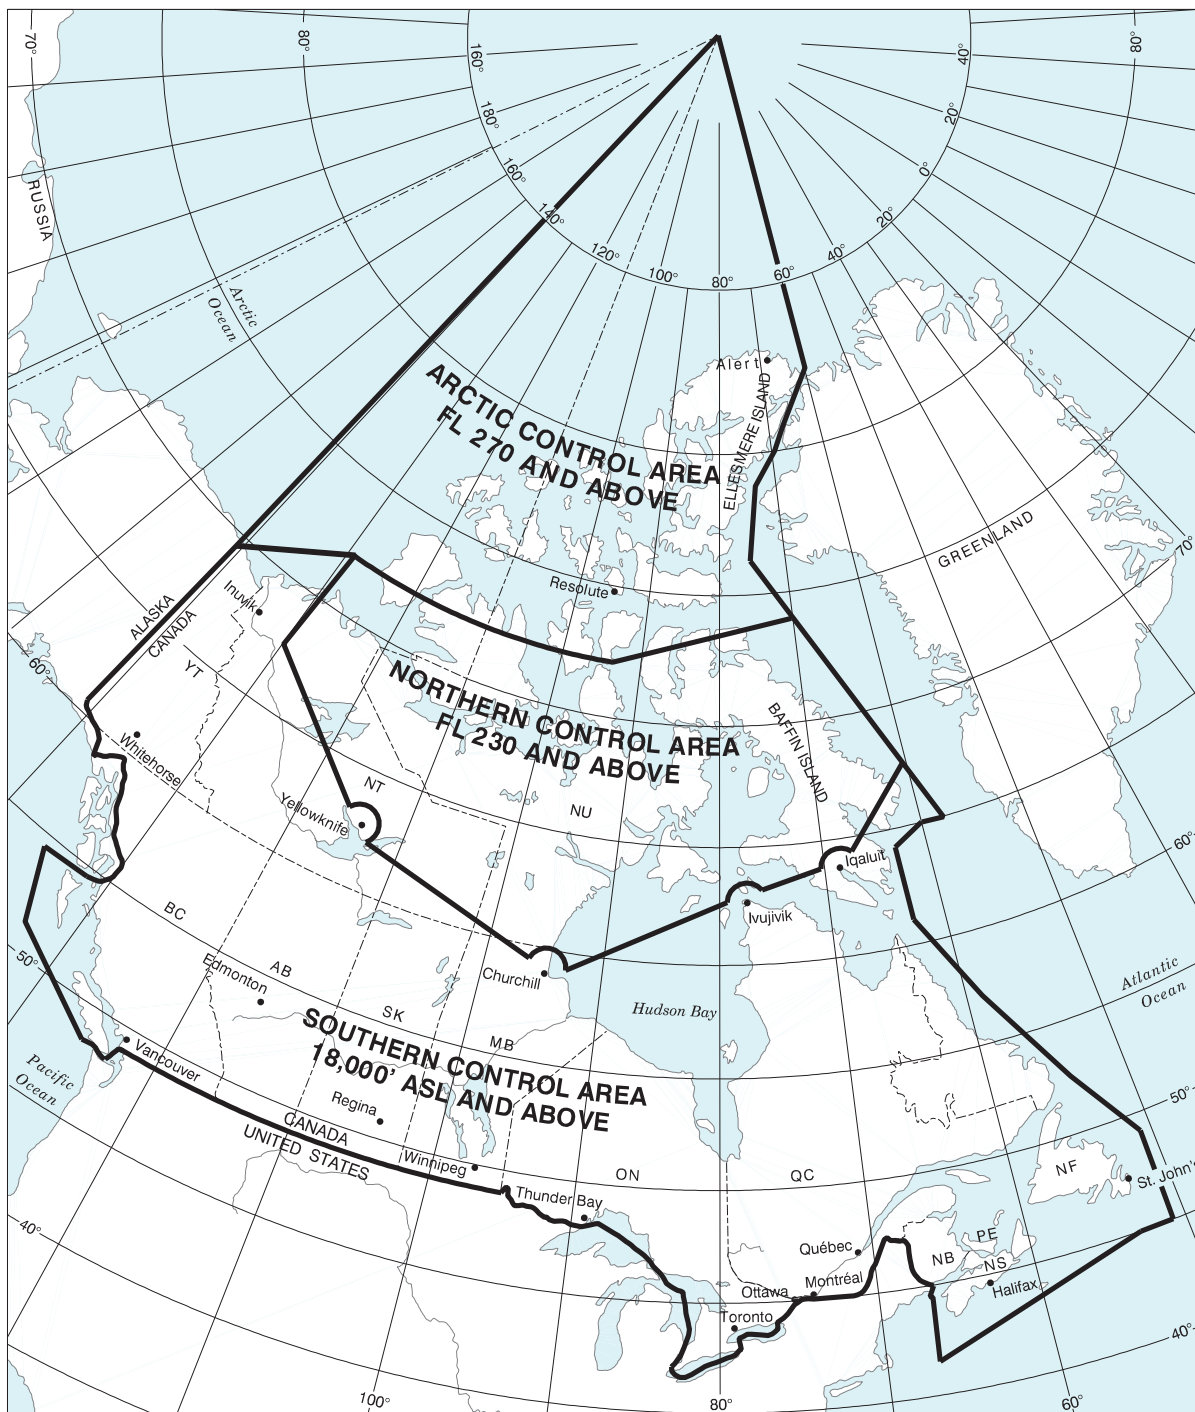 70°
80°
160°
40°
80°
180°
20°
160°
0°
140°
20°
120°
100°
80°
60°
40°
RUSSIA
Arctic
Ocean
Alert
ARCTIC CONTROL AREA
FL 270 AND ABOVE
ELLESMERE ISLAND
GREENLAND
70°
Resolute
Inuvik
ALASKA
CANADA
YT
60°
NORTHERN CONTROL AREA
FL 230 AND ABOVE
BAFFIN ISLAND
Whitehorse
NT
NU
Yellowknife
60°
Iqaluit
Ivujivik
BC
AB
50°
Edmonton
Churchill
Hudson Bay
Atlantic
Ocean
SK
MB
SOUTHERN CONTROL AREA
18,000' ASL AND ABOVE
Pacific
Ocean
Vancouver
Regina
50°
CANADA
UNITED STATES
Winnipeg
ON
QC
NF
St. John's
Thunder Bay
40°
PE
NB
NS
Québec
Halifax
Ottawa
Montréal
Toronto
40°
100°
80°
60°